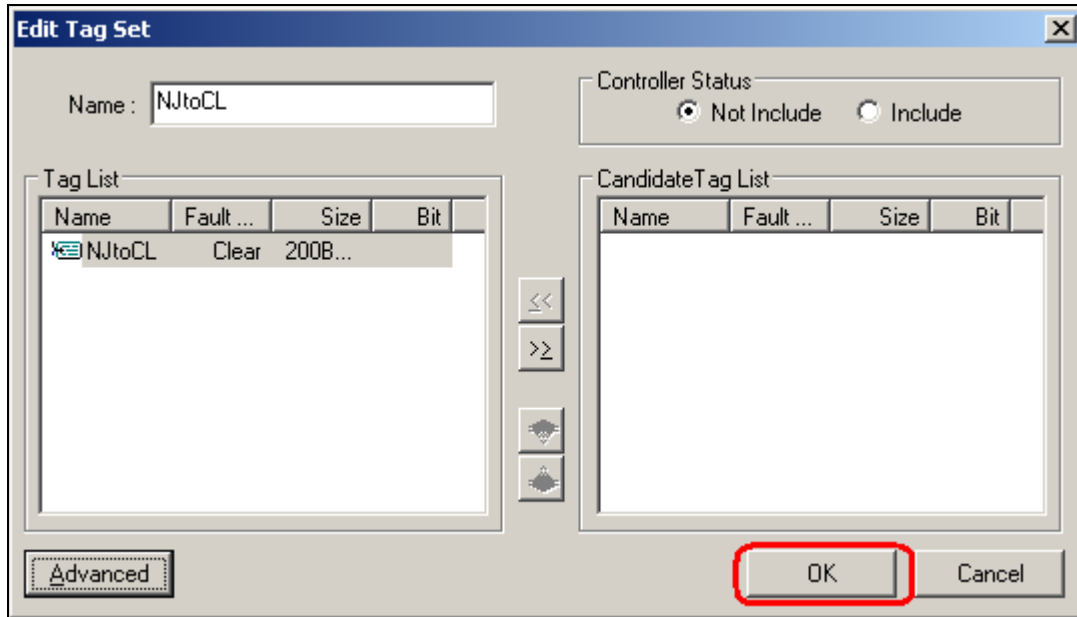 Edit Tag Set
Name : NJtoCL
Controller Status
Not Include Include
Tag List
Name Fault ... Size Bit
NJtoCL Clear 200B...
<<
>>
CandidateTag List
Name Fault ... Size Bit
Advanced
OK Cancel